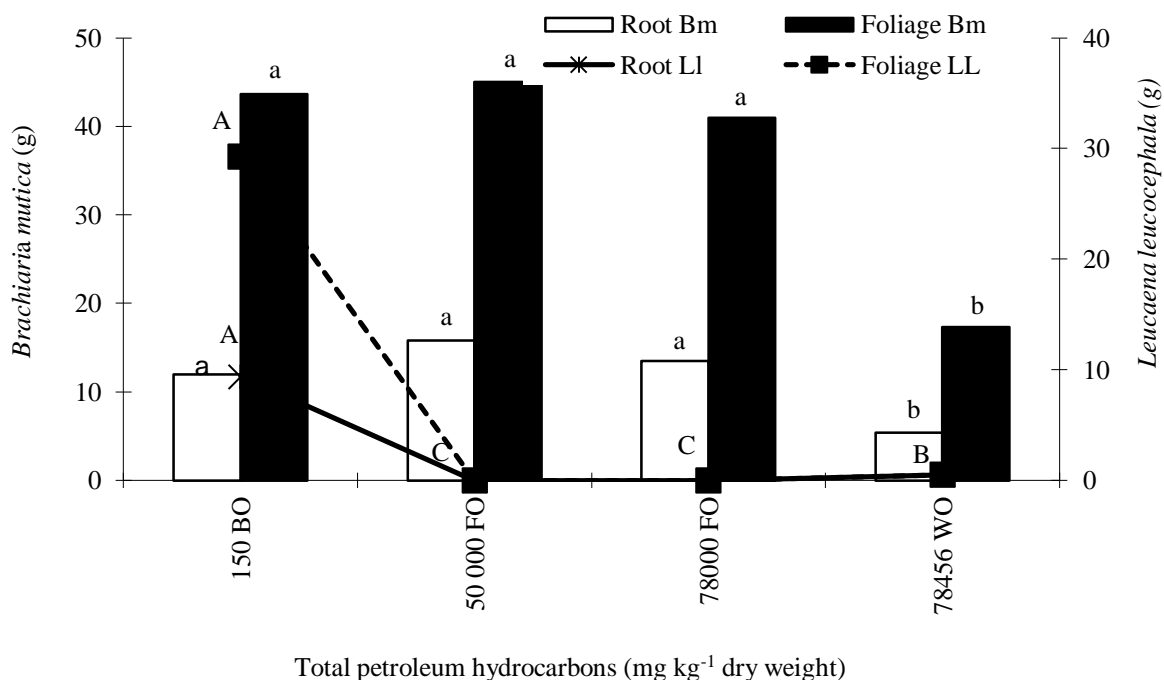 Root Bm
Foliage Bm
Root Ll
Foliage LL
50
40
30
20
10
0
Brachiaria mutica (g)
40
30
20
10
0
Leucaena leucocephala (g)
a
a
a
A
A
a
a
a
C
C
b
b
B
150 BO
50 000 FO
78000 FO
78456 WO
Total petroleum hydrocarbons (mg kg-1 dry weight)